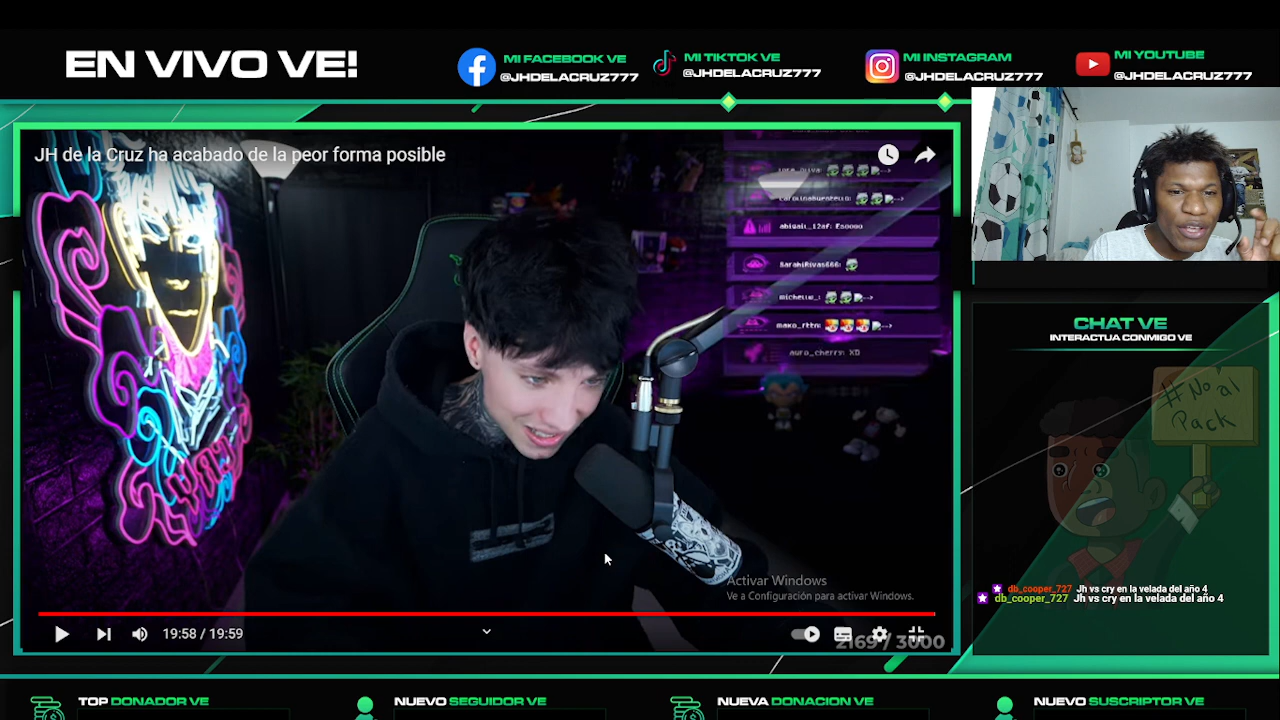 EN VIVO VE!
MI FACEBOOK VE
@JHDELACRUZ777
MI TIKTOK VE
@JHDELACRUZ777
MI INSTAGRAM
@JHDELACRUZ777
MI YOUTUBE
@JHDELACRUZ777
JH de la Cruz ha acabado de la peor forma posible
abigail_12af: Esoooo
SarahiRivas666:
michelle_:
mako_rttn:
auro_cherry: XD
CHAT VE
INTERACTUA CONMIGO VE
#No al
Pack
db_cooper_727 Jh vs cry en la velada del año 4
db_cooper_727 Jh vs cry en la velada del año 4
Activar Windows
Ve a Configuración para activar Windows.
19:58 / 19:59
2169 / 3000
TOP DONADOR VE
NUEVO SEGUIDOR VE
NUEVA DONACION VE
NUEVO SUSCRIPTOR VE